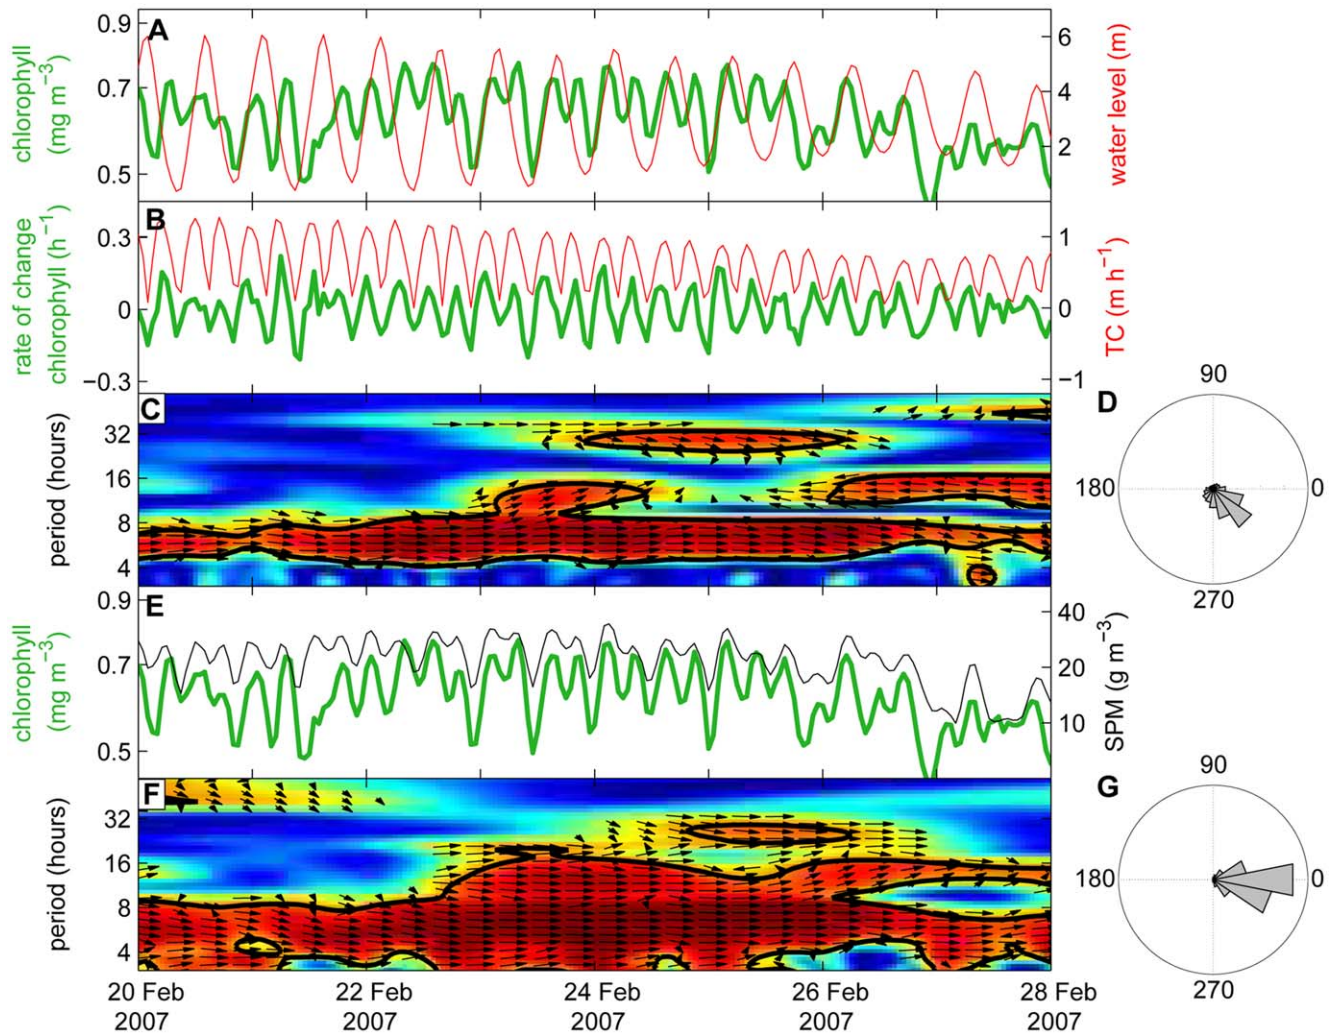 A
0.9
0.7
0.5
chlorophyll
(mg m⁻³)
6
4
2
water level (m)
B
0.3
0
−0.3
rate of change
chlorophyll (h⁻¹)
1
0
−1
TC (m h⁻¹)
C
32
16
8
4
period (hours)
D
90
180
0
270
E
0.9
0.7
0.5
chlorophyll
(mg m⁻³)
40
20
10
SPM (g m⁻³)
F
32
16
8
4
period (hours)
G
90
180
0
270
20 Feb
2007
22 Feb
2007
24 Feb
2007
26 Feb
2007
28 Feb
2007